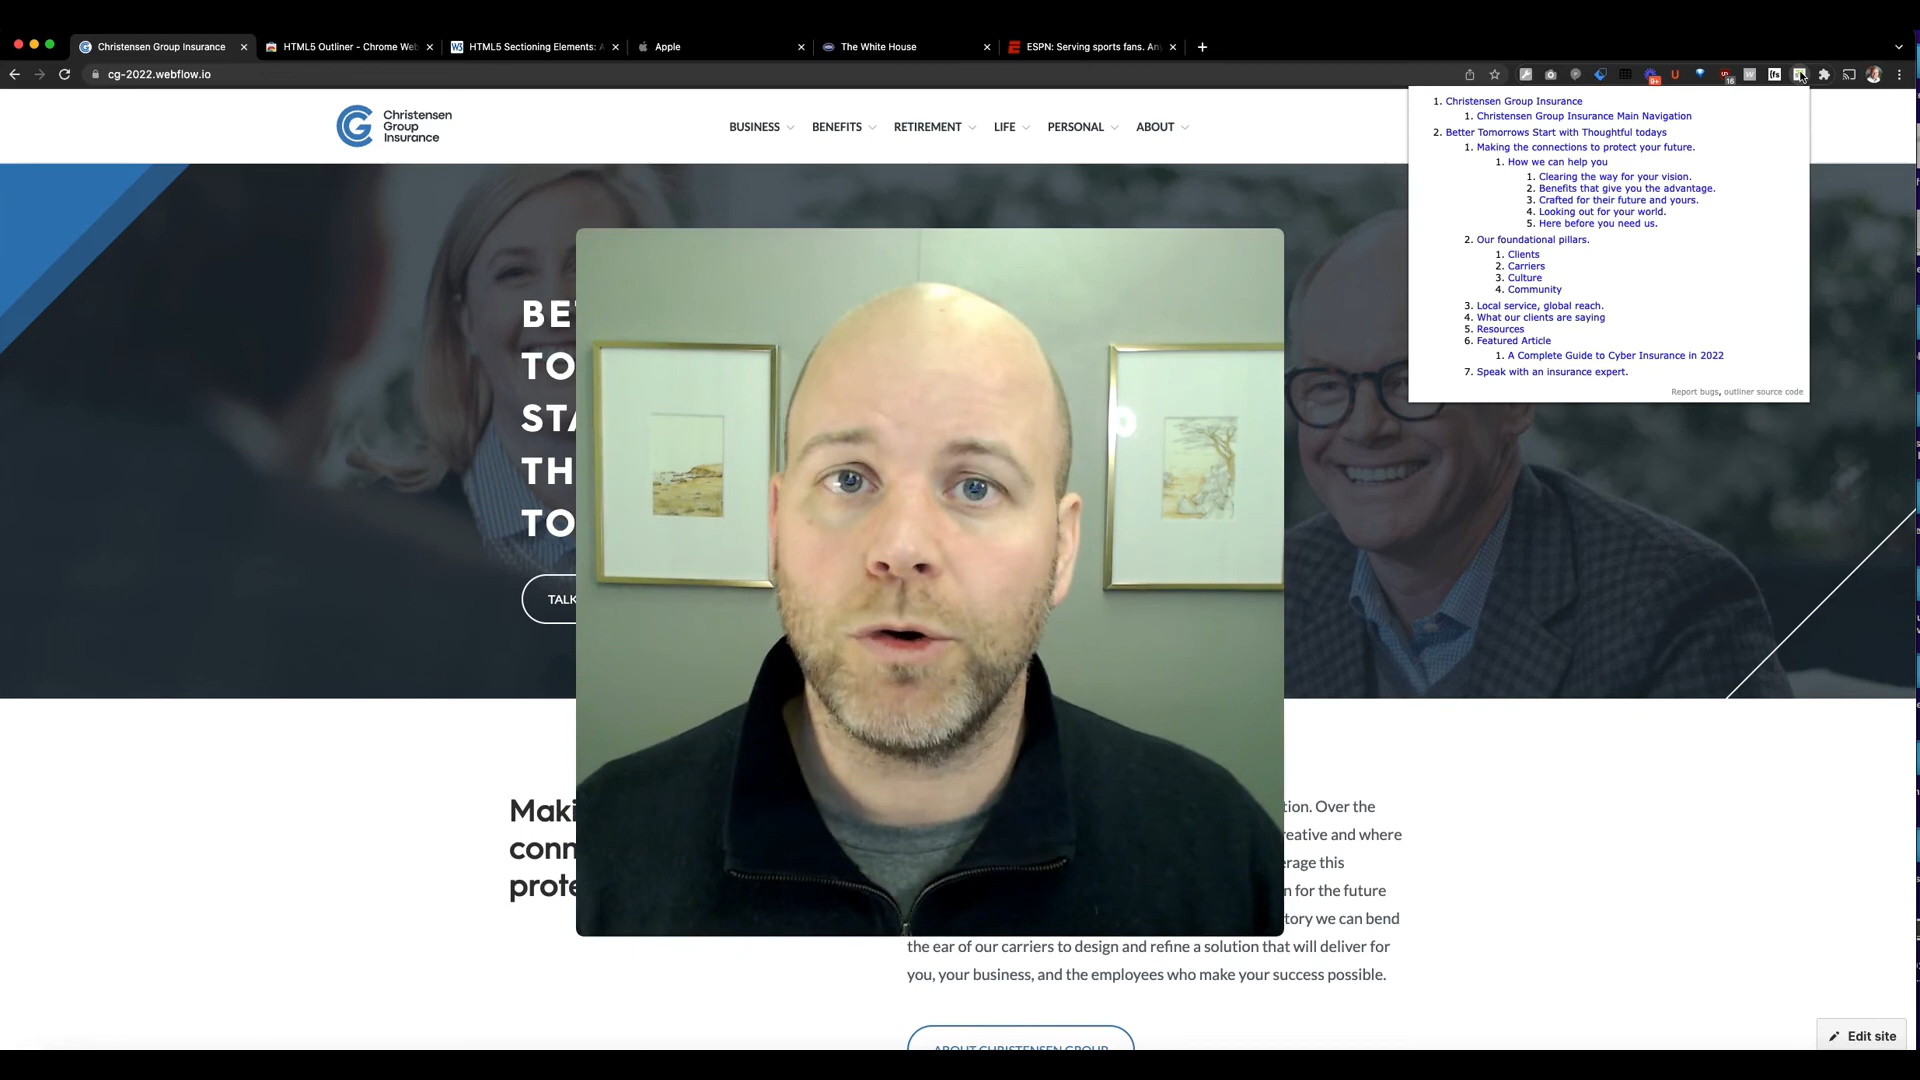 Christensen Group Insurance
HTML5 Outliner - Chrome Web
HTML5 Sectioning Elements: A
Apple
The White House
ESPN: Serving sports fans. Any
cg-2022.webflow.io
9+
16
Christensen
Group
Insurance
BUSINESS
BENEFITS
RETIREMENT
LIFE
PERSONAL
ABOUT
1. Christensen Group Insurance
1. Christensen Group Insurance Main Navigation
2. Better Tomorrows Start with Thoughtful todays
1. Making the connections to protect your future.
1. How we can help you
1. Clearing the way for your vision.
2. Benefits that give you the advantage.
3. Crafted for their future and yours.
4. Looking out for your world.
5. Here before you need us.
2. Our foundational pillars.
1. Clients
2. Carriers
3. Culture
4. Community
3. Local service, global reach.
4. What our clients are saying
5. Resources
6. Featured Article
1. A Complete Guide to Cyber Insurance in 2022
7. Speak with an insurance expert.
Report bugs, outliner source code
BE
TO
STA
TH
TO
TALK
Maki
conn
prote
tion. Over the
reative and where
erage this
n for the future
tory we can bend
the ear of our carriers to design and refine a solution that will deliver for
you, your business, and the employees who make your success possible.
ABOUT CHRISTENSEN GROUP
Edit site